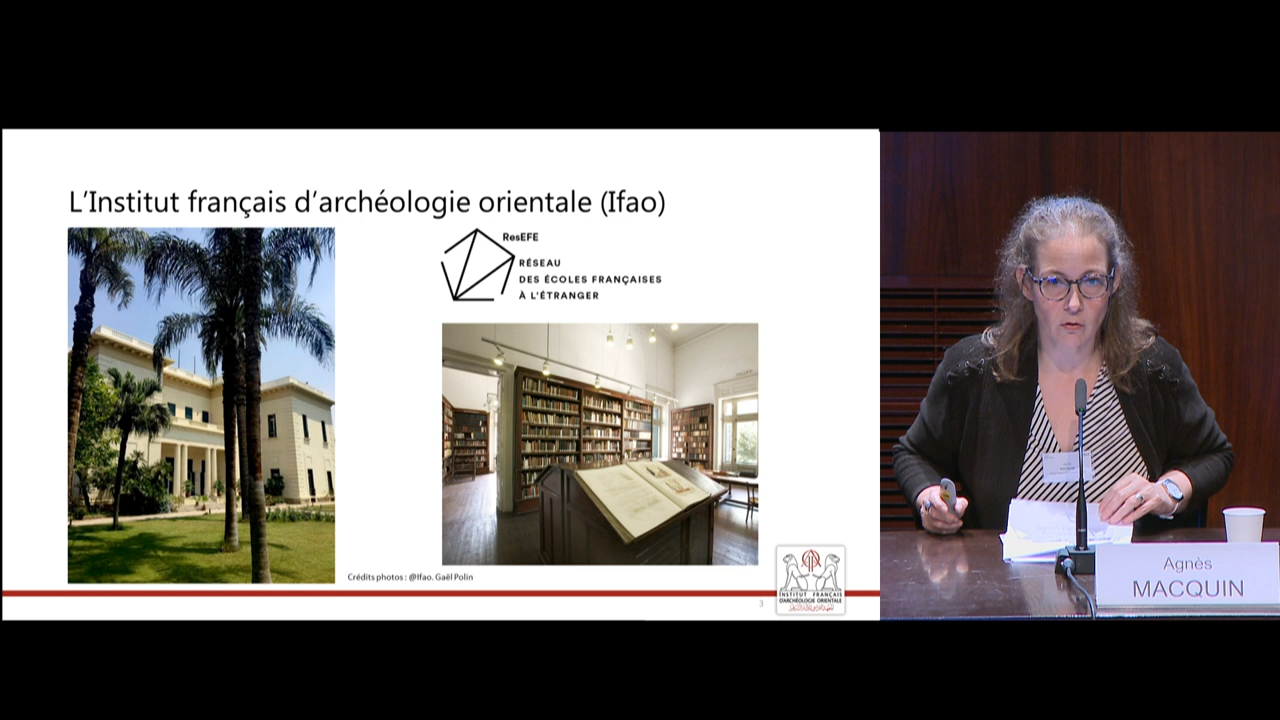 L'Institut français d'archéologie orientale (Ifao)
ResEFE
RÉSEAU
DES ÉCOLES FRANÇAISES
À L'ÉTRANGER
Crédits photos : @Ifao. Gaël Polin
3
INSTITUT FRANÇAIS
D'ARCHÉOLOGIE ORIENTALE
Agnès
MACQUIN